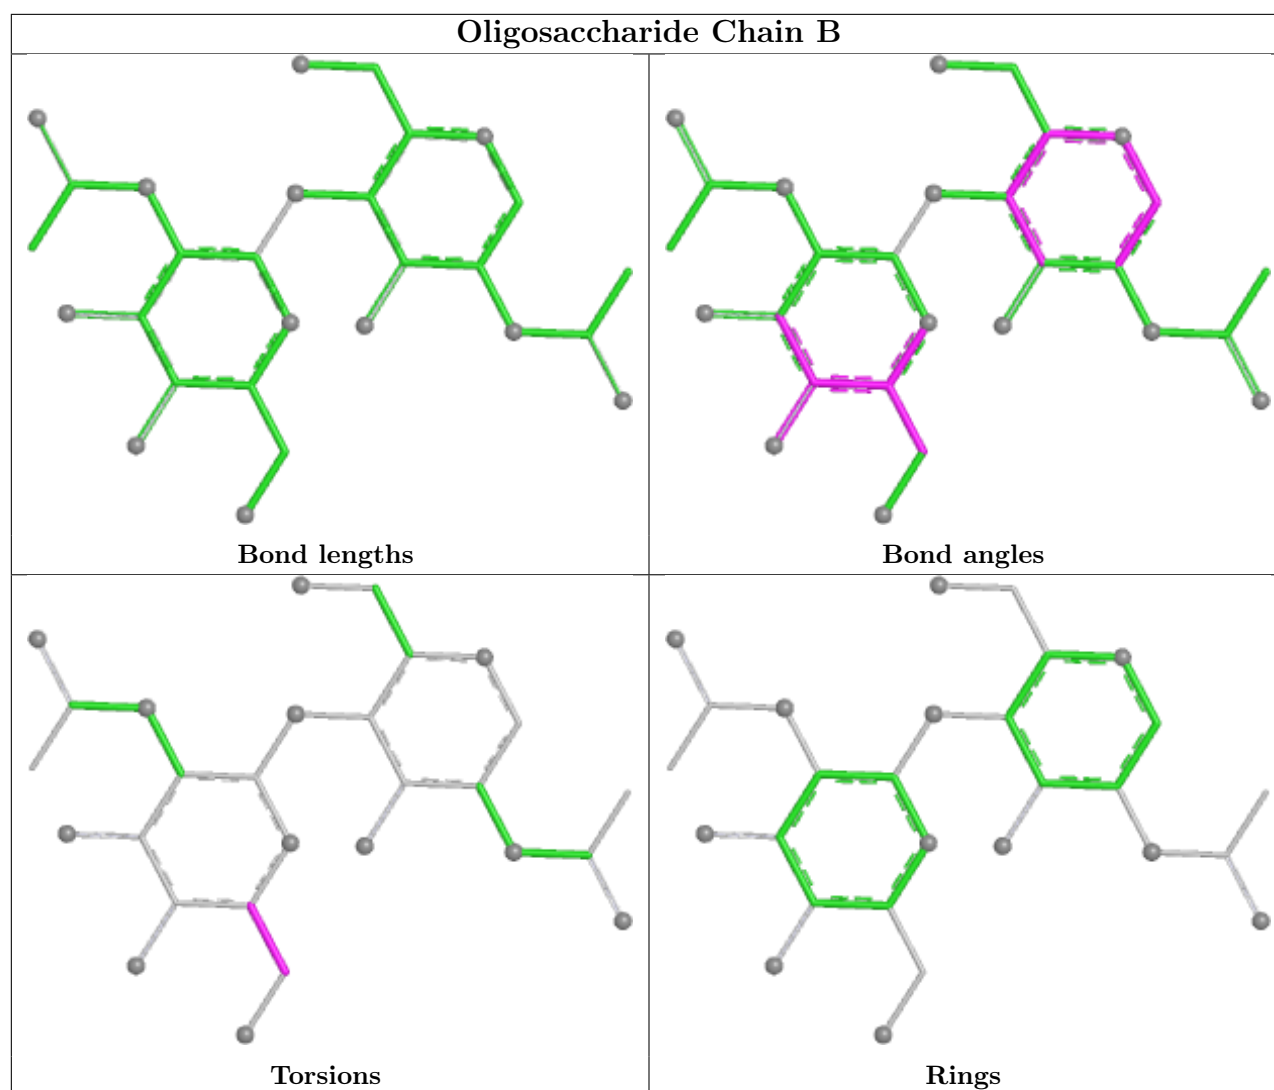 Oligosaccharide Chain B
Bond lengths
Bond angles
Torsions
Rings